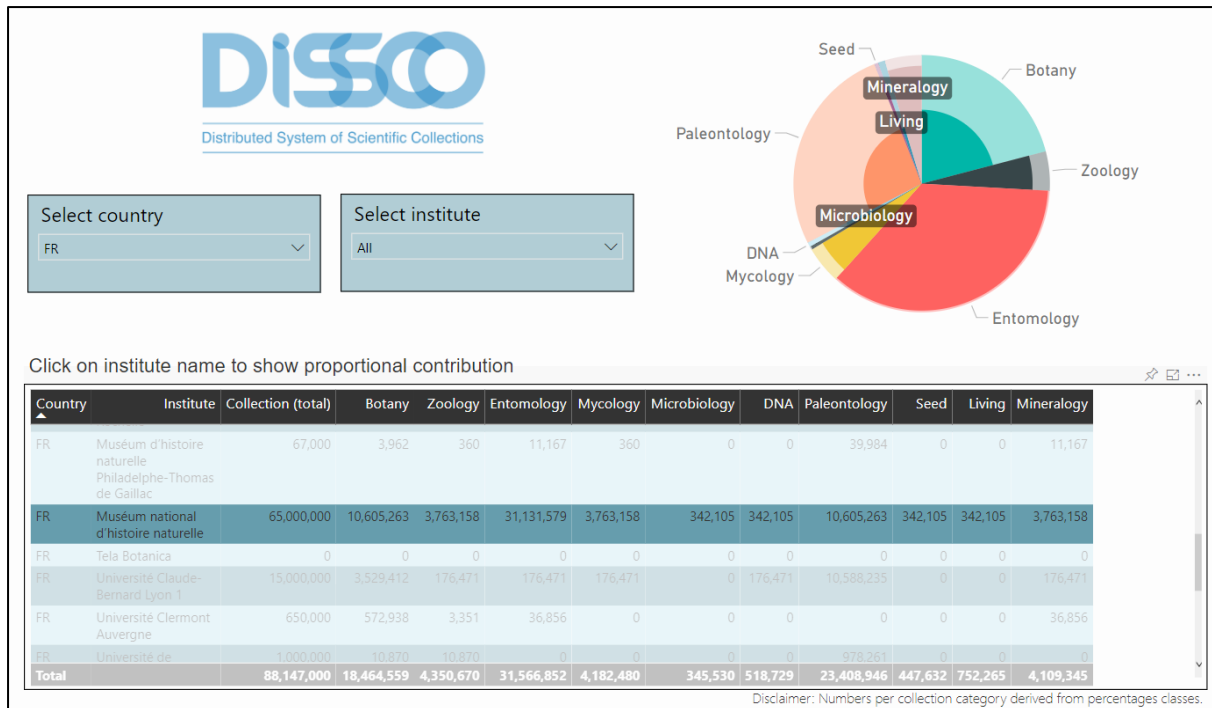 DiSSCO
Distributed System of Scientific Collections
Seed
Botany
Mineralogy
Living
Paleontology
Zoology
Microbiology
DNA
Mycology
Entomology
Select country
FR
Select institute
All
Click on institute name to show proportional contribution
Country Institute Collection (total) Botany Zoology Entomology Mycology Microbiology DNA Paleontology Seed Living Mineralogy
FR Muséum d'histoire 67,000 3,962 360 11,167 360 0 0 39,984 0 0 11,167
naturelle
Philadelphe-Thomas
de Gaillac
FR Muséum national 65,000,000 10,605,263 3,763,158 31,131,579 3,763,158 342,105 342,105 10,605,263 342,105 342,105 3,763,158
d'histoire naturelle
FR Tela Botanica 0 0 0 0 0 0 0 0 0 0 0
FR Université Claude- 15,000,000 3,529,412 176,471 176,471 176,471 0 176,471 10,588,235 0 0 176,471
Bernard Lyon 1
FR Université Clermont 650,000 572,938 3,351 36,856 0 0 0 0 0 0 36,856
Auvergne
FR Université de 1,000,000 10,870 10,870 0 0 0 0 978,261 0 0 0
Total 88,147,000 18,464,559 4,350,670 31,566,852 4,182,480 345,530 518,729 23,408,946 447,632 752,265 4,109,345
Disclaimer: Numbers per collection category derived from percentages classes.